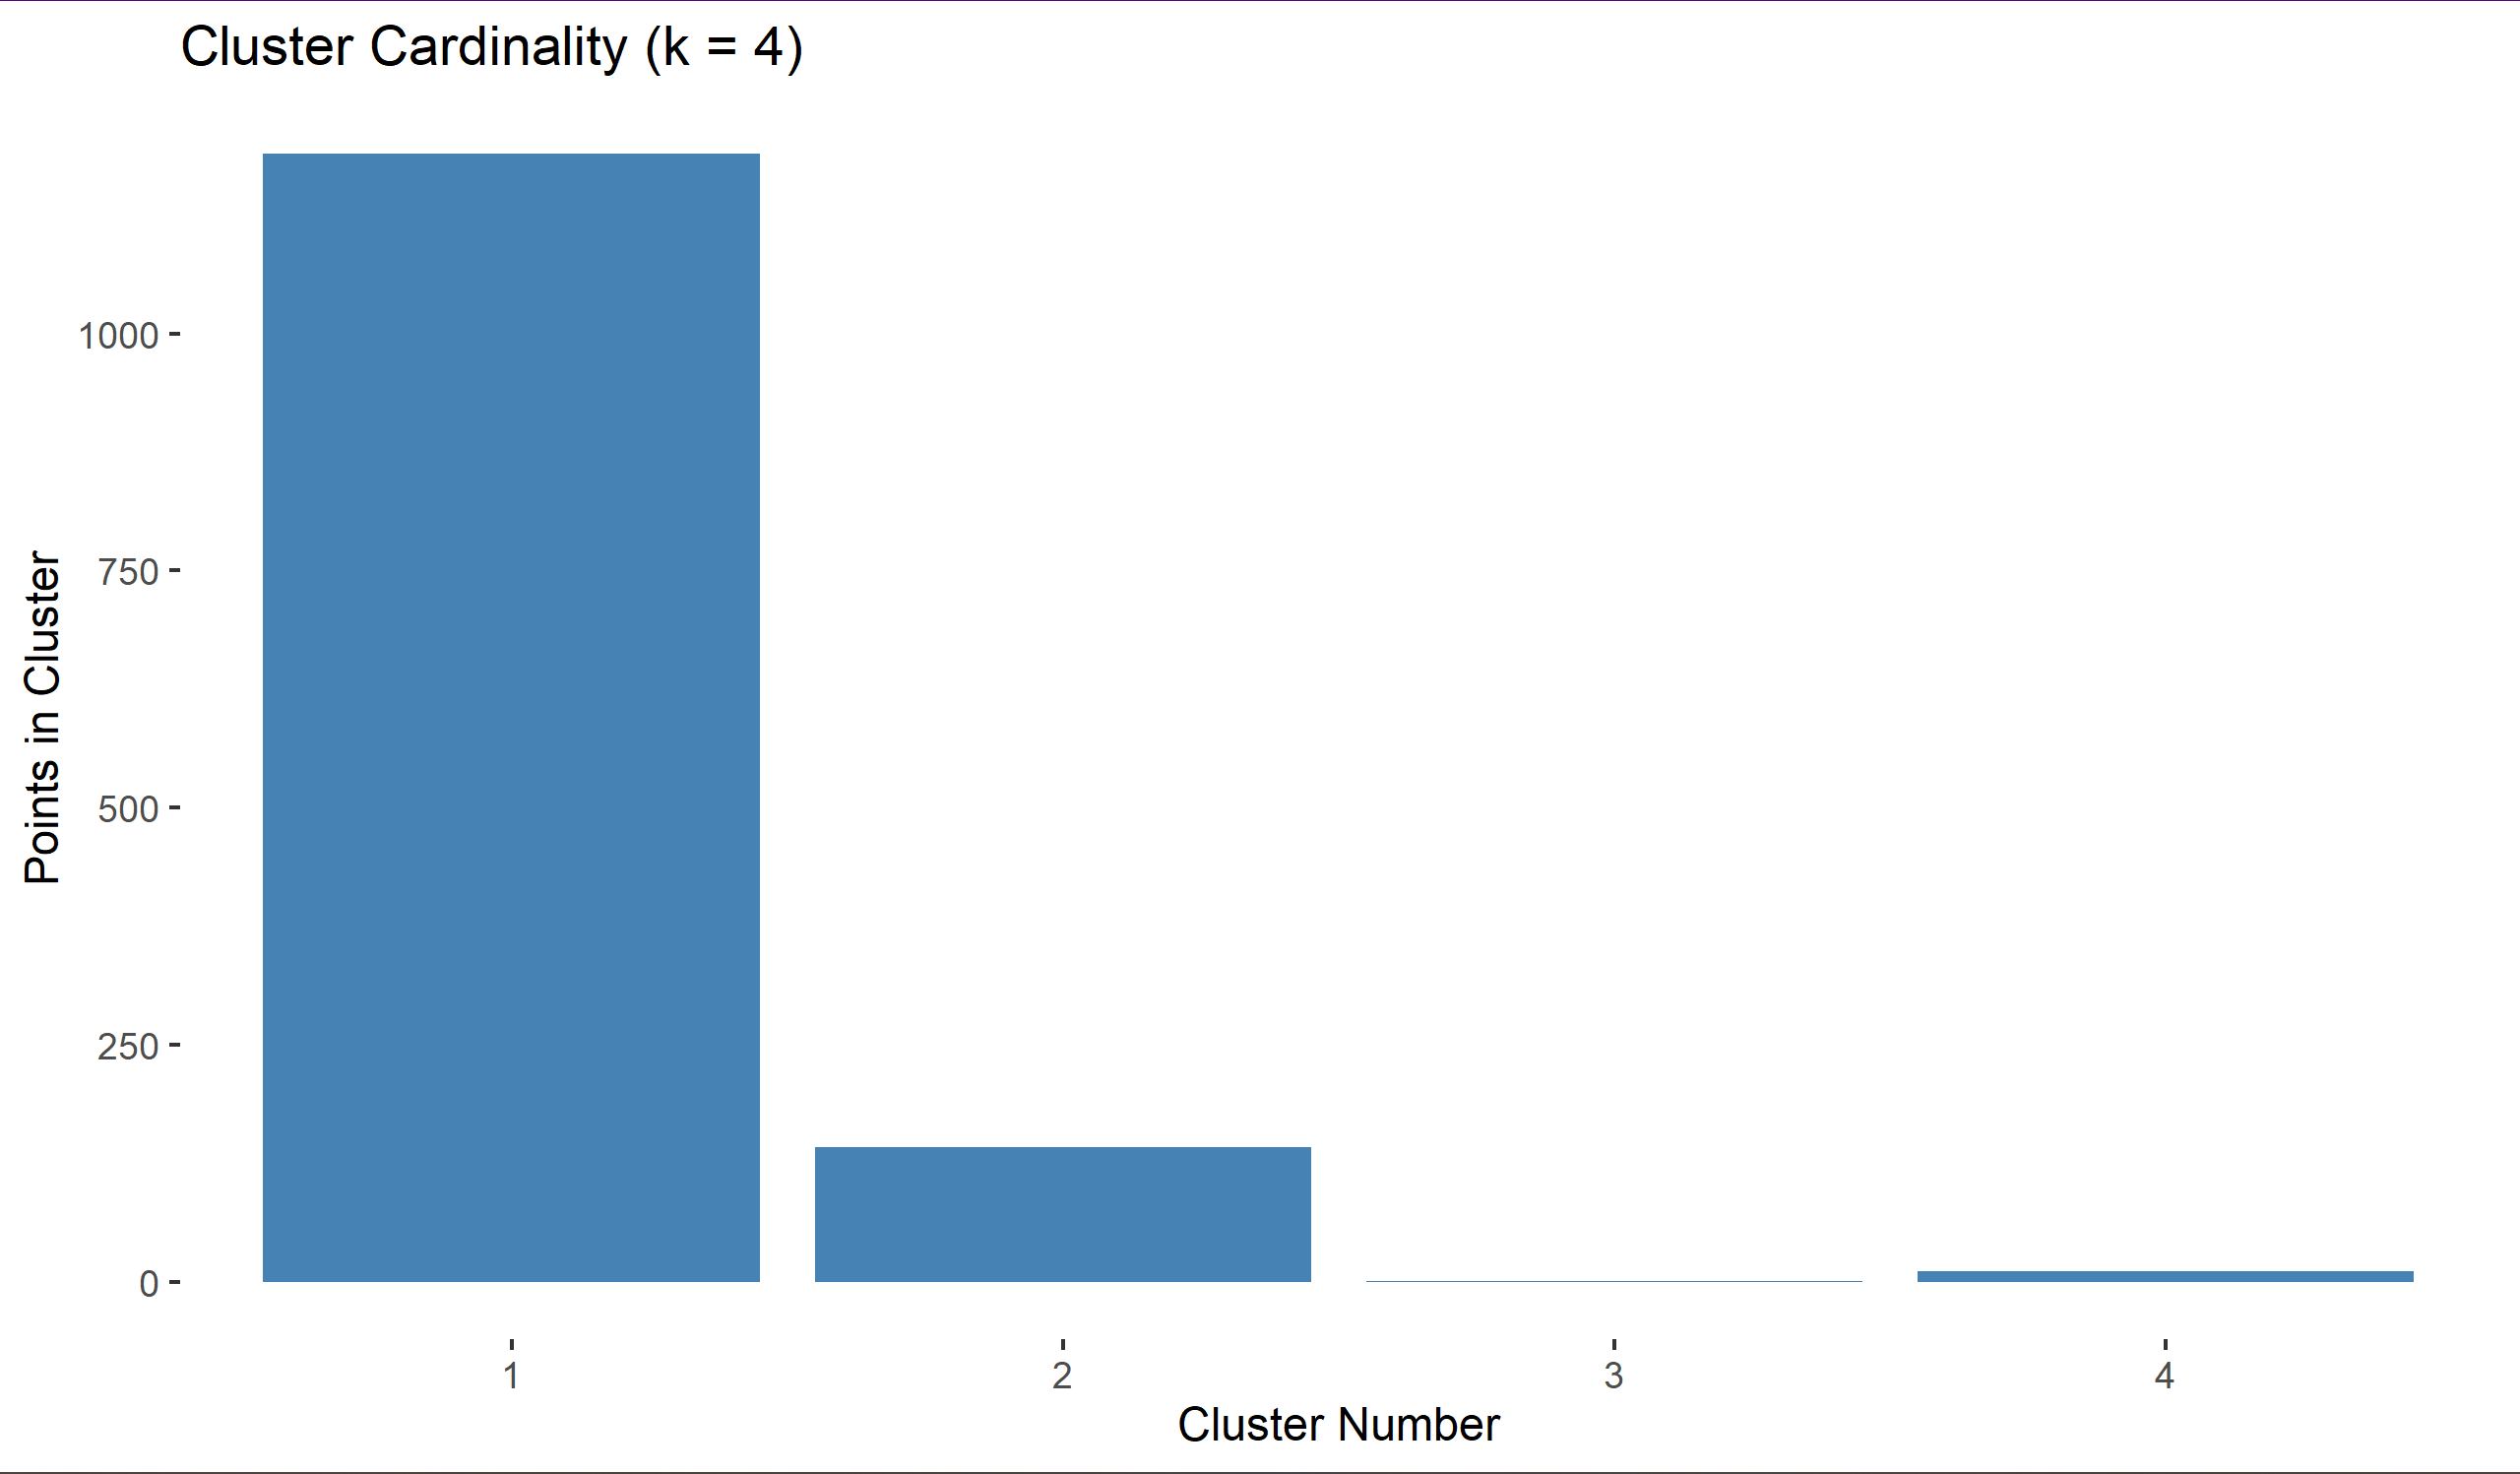 Cluster Cardinality (k = 4)
Points in Cluster
1000
750
500
250
0
1 2 3 4
Cluster Number